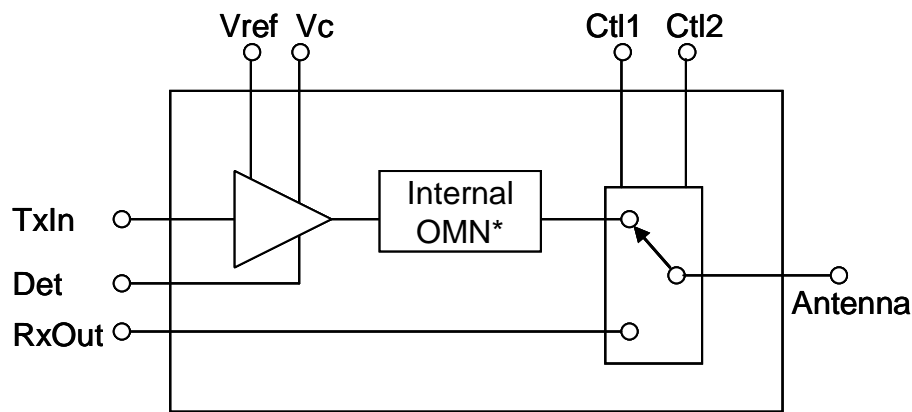 Vref Vc Ctl1 Ctl2
TxIn
Internal
OMN*
Det
RxOut
Antenna